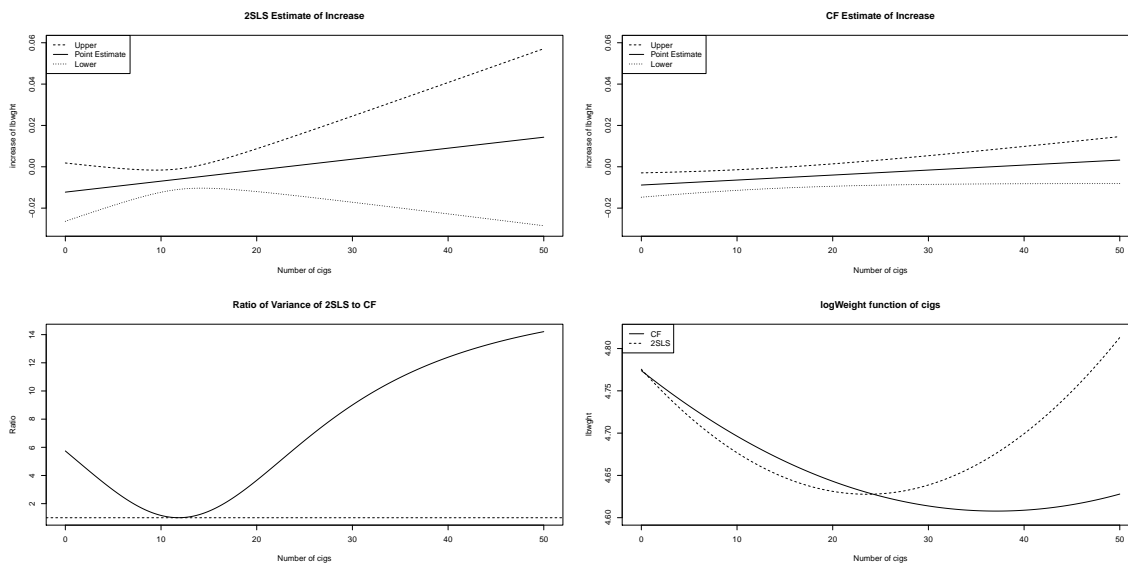 2SLS Estimate of Increase
Upper
Point Estimate
Lower
increase of lbwght
−0.02
0.00
0.02
0.04
0.06
0
10
20
30
40
50
Number of cigs
CF Estimate of Increase
Upper
Point Estimate
Lower
increase of lbwght
−0.02
0.00
0.02
0.04
0.06
0
10
20
30
40
50
Number of cigs
Ratio of Variance of 2SLS to CF
Ratio
2
4
6
8
10
12
14
0
10
20
30
40
50
Number of cigs
logWeight function of cigs
CF
2SLS
lbwght
4.60
4.65
4.70
4.75
4.80
0
10
20
30
40
50
Number of cigs